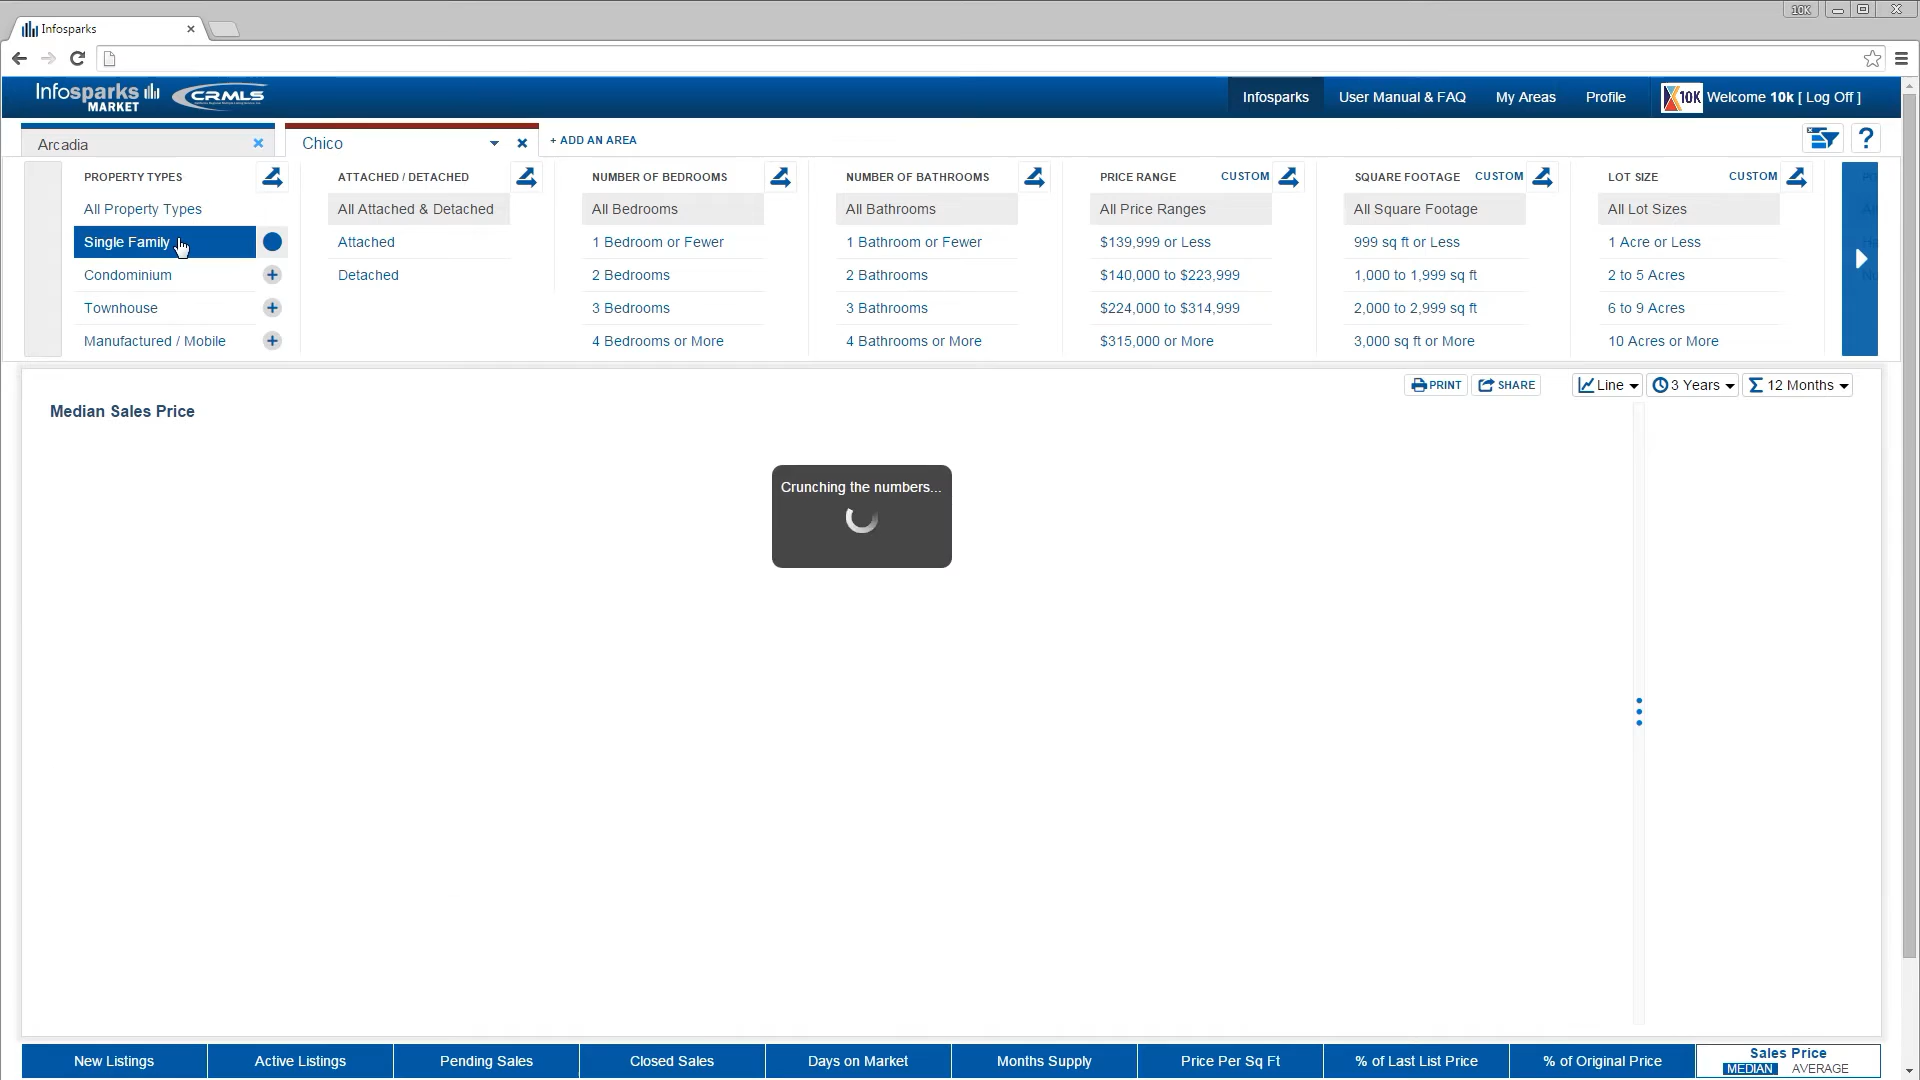 Infosparks
10K
Infosparks MARKET CRMLS
Infosparks User Manual & FAQ My Areas Profile X10K Welcome 10k [ Log Off ]
Arcadia Chico + ADD AN AREA ?
PROPERTY TYPES
All Property Types
Single Family
Condominium
Townhouse
Manufactured / Mobile
ATTACHED / DETACHED
All Attached & Detached
Attached
Detached
NUMBER OF BEDROOMS
All Bedrooms
1 Bedroom or Fewer
2 Bedrooms
3 Bedrooms
4 Bedrooms or More
NUMBER OF BATHROOMS
All Bathrooms
1 Bathroom or Fewer
2 Bathrooms
3 Bathrooms
4 Bathrooms or More
PRICE RANGE CUSTOM
All Price Ranges
$139,999 or Less
$140,000 to $223,999
$224,000 to $314,999
$315,000 or More
SQUARE FOOTAGE CUSTOM
All Square Footage
999 sq ft or Less
1,000 to 1,999 sq ft
2,000 to 2,999 sq ft
3,000 sq ft or More
LOT SIZE CUSTOM
All Lot Sizes
1 Acre or Less
2 to 5 Acres
6 to 9 Acres
10 Acres or More
PRINT SHARE Line 3 Years 12 Months
Median Sales Price
Crunching the numbers...
New Listings Active Listings Pending Sales Closed Sales Days on Market Months Supply Price Per Sq Ft % of Last List Price % of Original Price Sales Price
MEDIAN AVERAGE